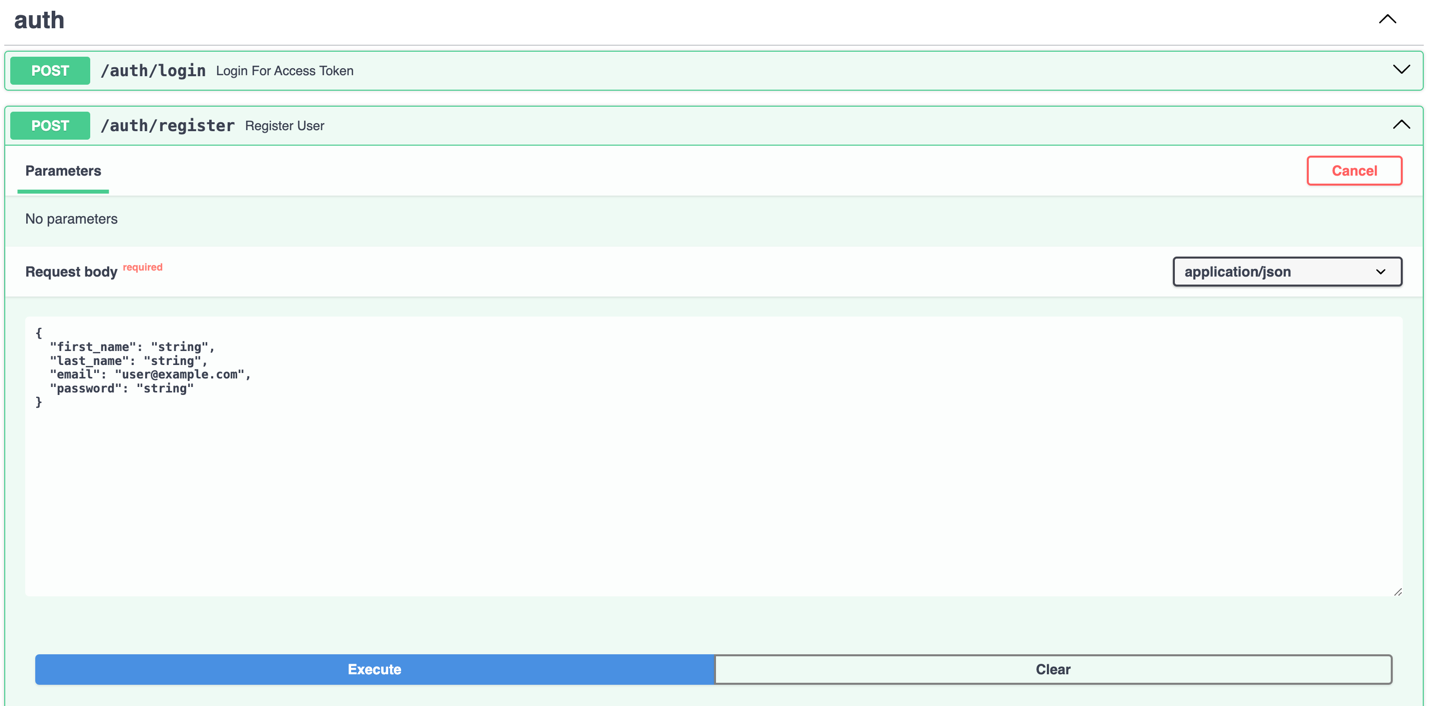 auth
POST /auth/login Login For Access Token
POST /auth/register Register User
Parameters Cancel
No parameters
Request body required application/json
{
  "first_name": "string",
  "last_name": "string",
  "email": "user@example.com",
  "password": "string"
}
Execute Clear